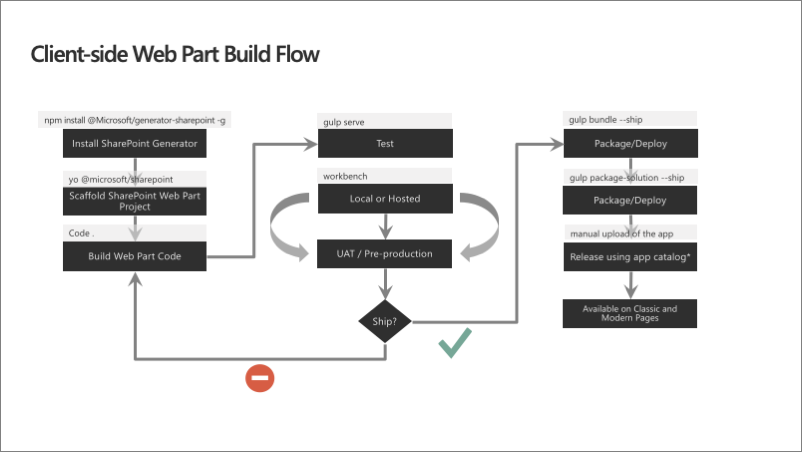 Client-side Web Part Build Flow
npm install @Microsoft/generator-sharepoint -g
Install SharePoint Generator
yo @microsoft/sharepoint
Scaffold SharePoint Web Part
Project
Code .
Build Web Part Code
gulp serve
Test
workbench
Local or Hosted
UAT / Pre-production
Ship?
gulp bundle --ship
Package/Deploy
gulp package-solution --ship
Package/Deploy
manual upload of the app
Release using app catalog*
Available on Classic and
Modern Pages